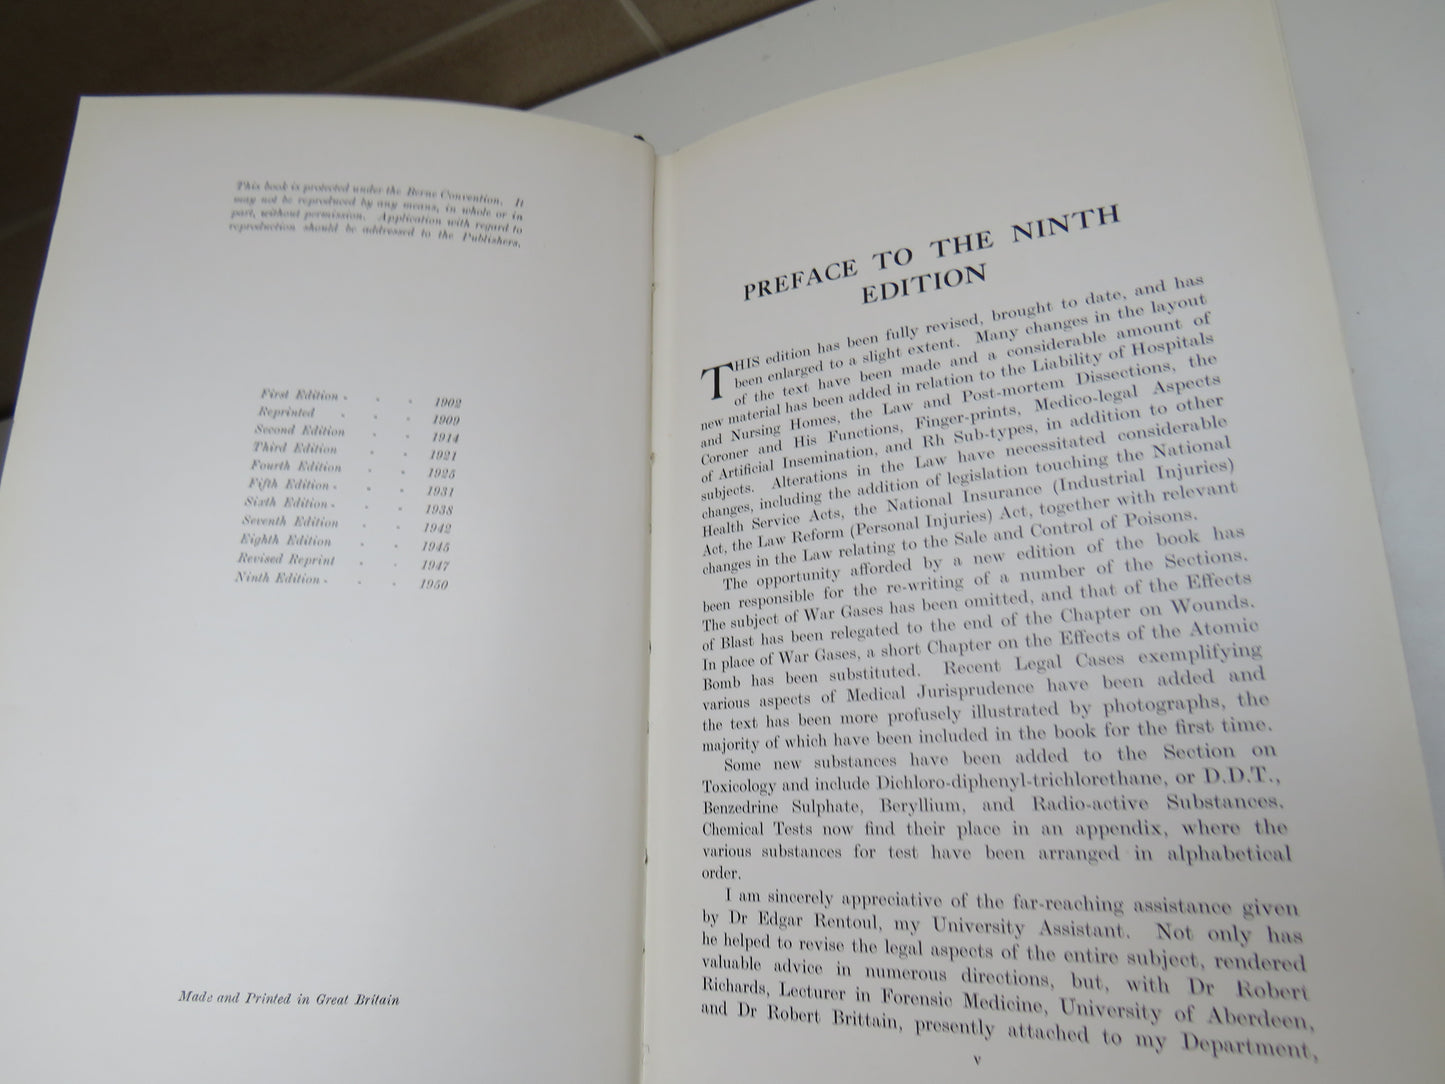 This book is protected under the Berne Convention. It
may not be reproduced by any means, in whole or in
part, without permission. Application with regard to
reproduction should be addressed to the Publishers.
First Edition - - - 1902
Reprinted - - - 1909
Second Edition - - 1914
Third Edition - - 1921
Fourth Edition - - 1925
Fifth Edition - - - 1931
Sixth Edition - - - 1938
Seventh Edition - - 1942
Eighth Edition - - 1945
Revised Reprint - - 1947
Ninth Edition - - - 1950
Made and Printed in Great Britain
PREFACE TO THE NINTH
EDITION
THIS edition has been fully revised, brought to date, and has
been enlarged to a slight extent. Many changes in the layout
of the text have been made and a considerable amount of
new material has been added in relation to the Liability of Hospitals
and Nursing Homes, the Law and Post-mortem Dissections, the
Coroner and His Functions, Finger-prints, Medico-legal Aspects
of Artificial Insemination, and Rh Sub-types, in addition to other
subjects. Alterations in the Law have necessitated considerable
changes, including the addition of legislation touching the National
Health Service Acts, the National Insurance (Industrial Injuries)
Act, the Law Reform (Personal Injuries) Act, together with relevant
changes in the Law relating to the Sale and Control of Poisons.
The opportunity afforded by a new edition of the book has
been responsible for the re-writing of a number of the Sections.
The subject of War Gases has been omitted, and that of the Effects
of Blast has been relegated to the end of the Chapter on Wounds.
In place of War Gases, a short Chapter on the Effects of the Atomic
Bomb has been substituted. Recent Legal Cases exemplifying
various aspects of Medical Jurisprudence have been added and
the text has been more profusely illustrated by photographs, the
majority of which have been included in the book for the first time.
Some new substances have been added to the Section on
Toxicology and include Dichloro-diphenyl-trichlorethane, or D.D.T.,
Benzedrine Sulphate, Beryllium, and Radio-active Substances.
Chemical Tests now find their place in an appendix, where the
various substances for test have been arranged in alphabetical
order.
I am sincerely appreciative of the far-reaching assistance given
by Dr Edgar Rentoul, my University Assistant. Not only has
he helped to revise the legal aspects of the entire subject, rendered
valuable advice in numerous directions, but, with Dr Robert
Richards, Lecturer in Forensic Medicine, University of Aberdeen,
and Dr Robert Brittain, presently attached to my Department,
v